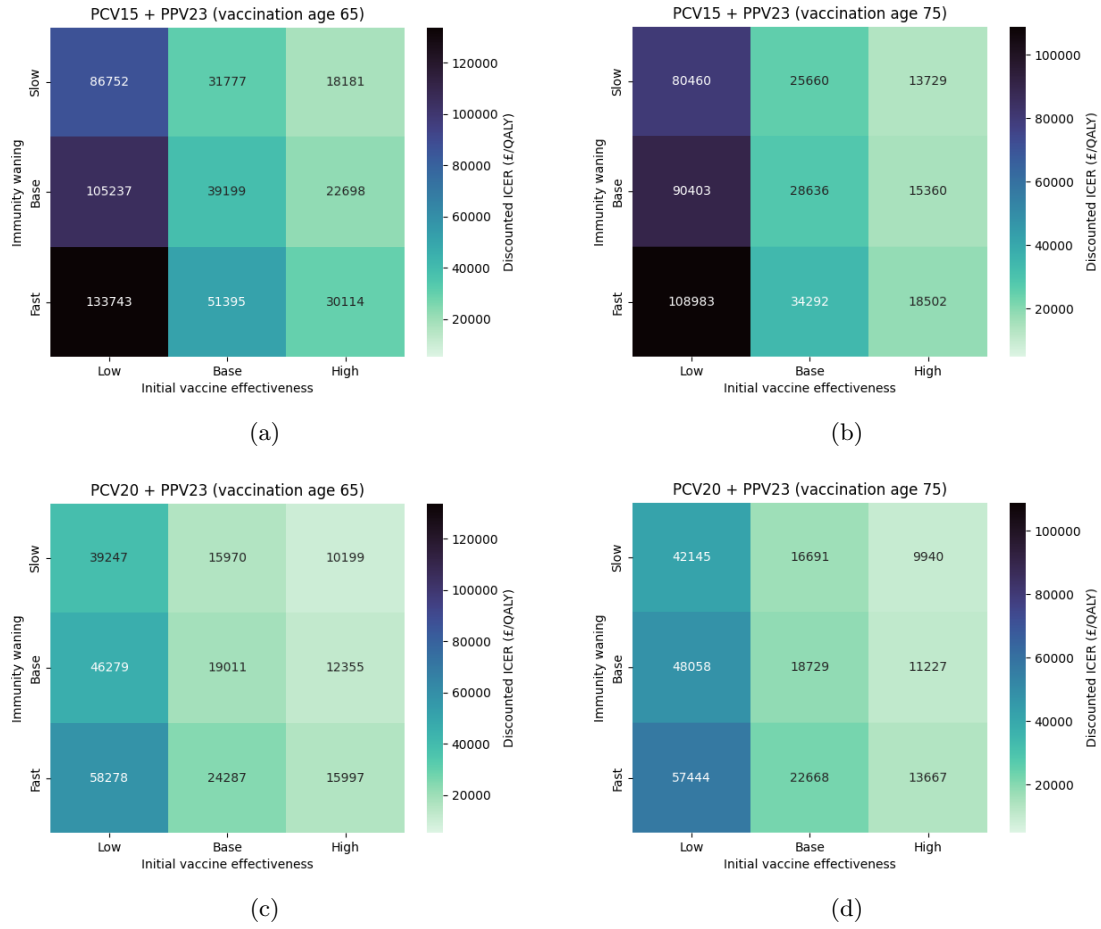 PCV15 + PPV23 (vaccination age 65)
Slow 86752 31777 18181
Base 105237 39199 22698
Fast 133743 51395 30114
Immunity waning
Low Base High
Initial vaccine effectiveness
120000
100000
80000
60000
40000
20000
Discounted ICER (£/QALY)
(a)
PCV15 + PPV23 (vaccination age 75)
Slow 80460 25660 13729
Base 90403 28636 15360
Fast 108983 34292 18502
Immunity waning
Low Base High
Initial vaccine effectiveness
100000
80000
60000
40000
20000
Discounted ICER (£/QALY)
(b)
PCV20 + PPV23 (vaccination age 65)
Slow 39247 15970 10199
Base 46279 19011 12355
Fast 58278 24287 15997
Immunity waning
Low Base High
Initial vaccine effectiveness
120000
100000
80000
60000
40000
20000
Discounted ICER (£/QALY)
(c)
PCV20 + PPV23 (vaccination age 75)
Slow 42145 16691 9940
Base 48058 18729 11227
Fast 57444 22668 13667
Immunity waning
Low Base High
Initial vaccine effectiveness
100000
80000
60000
40000
20000
Discounted ICER (£/QALY)
(d)